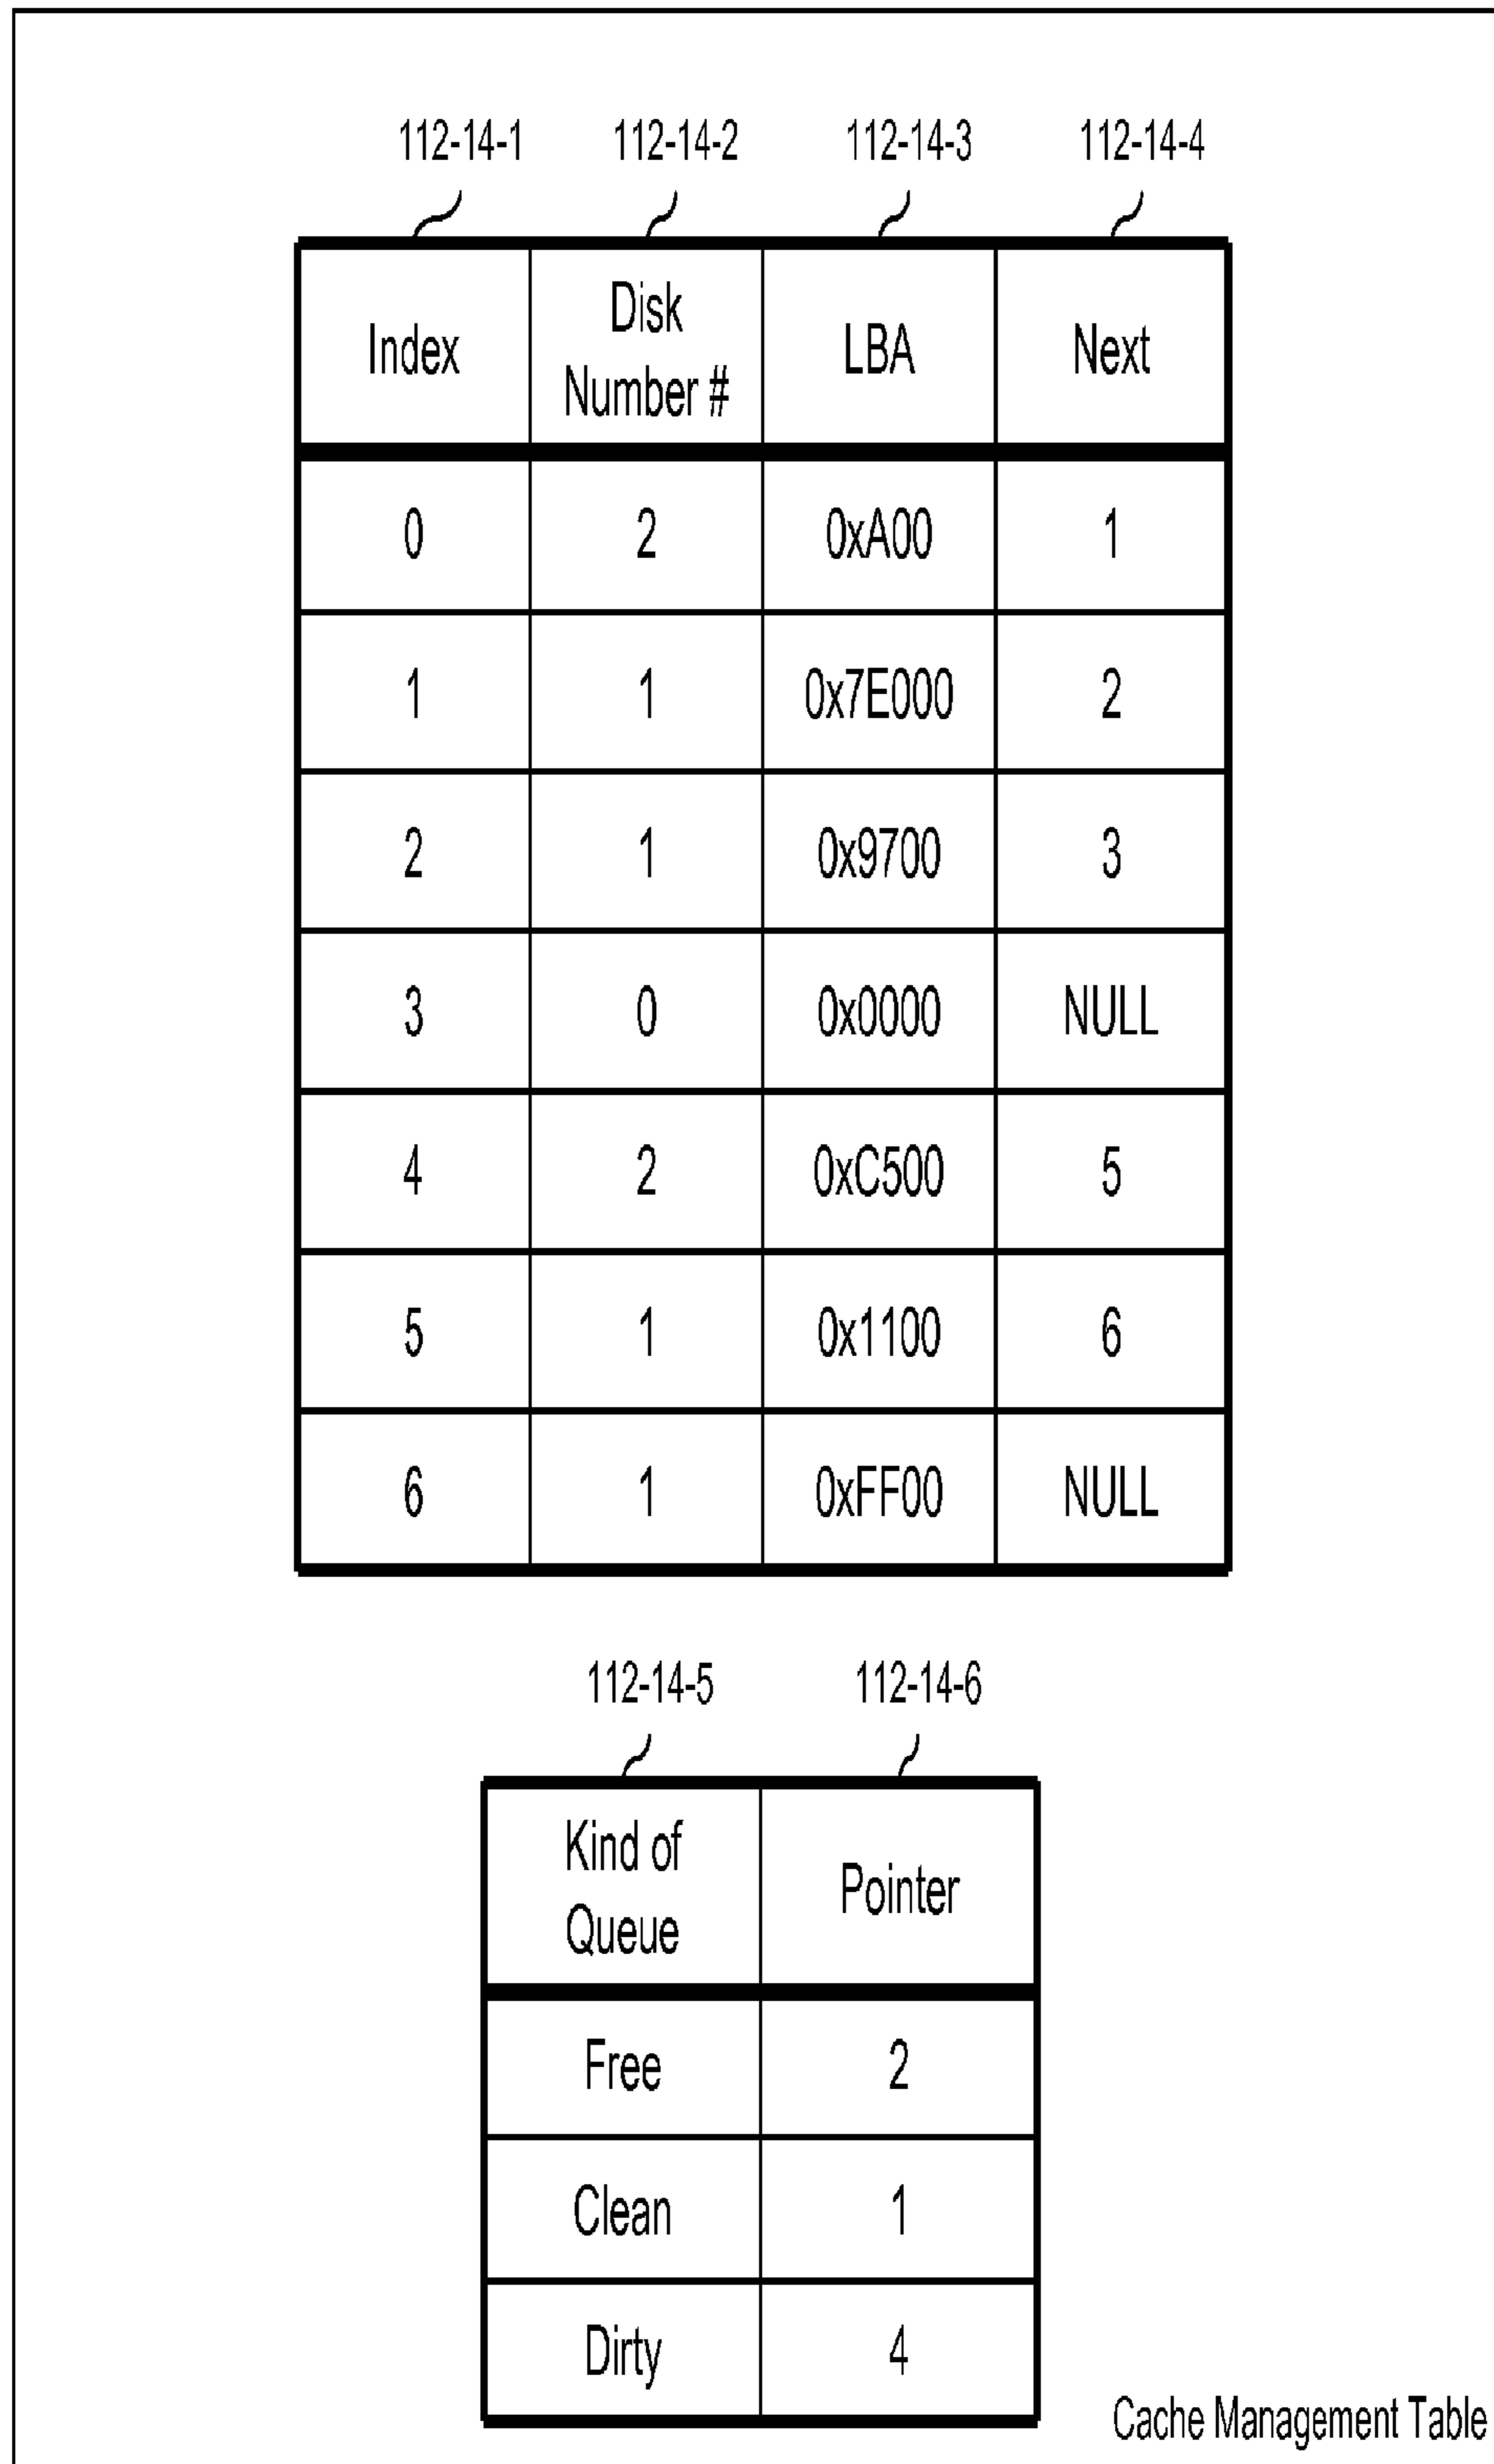 112-14-1 112-14-2 112-14-3 112-14-4
Index Disk Number # LBA Next
0 2 0xA00 1
1 1 0x7E000 2
2 1 0x9700 3
3 0 0x0000 NULL
4 2 0xC500 5
5 1 0x1100 6
6 1 0xFF00 NULL
112-14-5 112-14-6
Kind of Queue Pointer
Free 2
Clean 1
Dirty 4
Cache Management Table